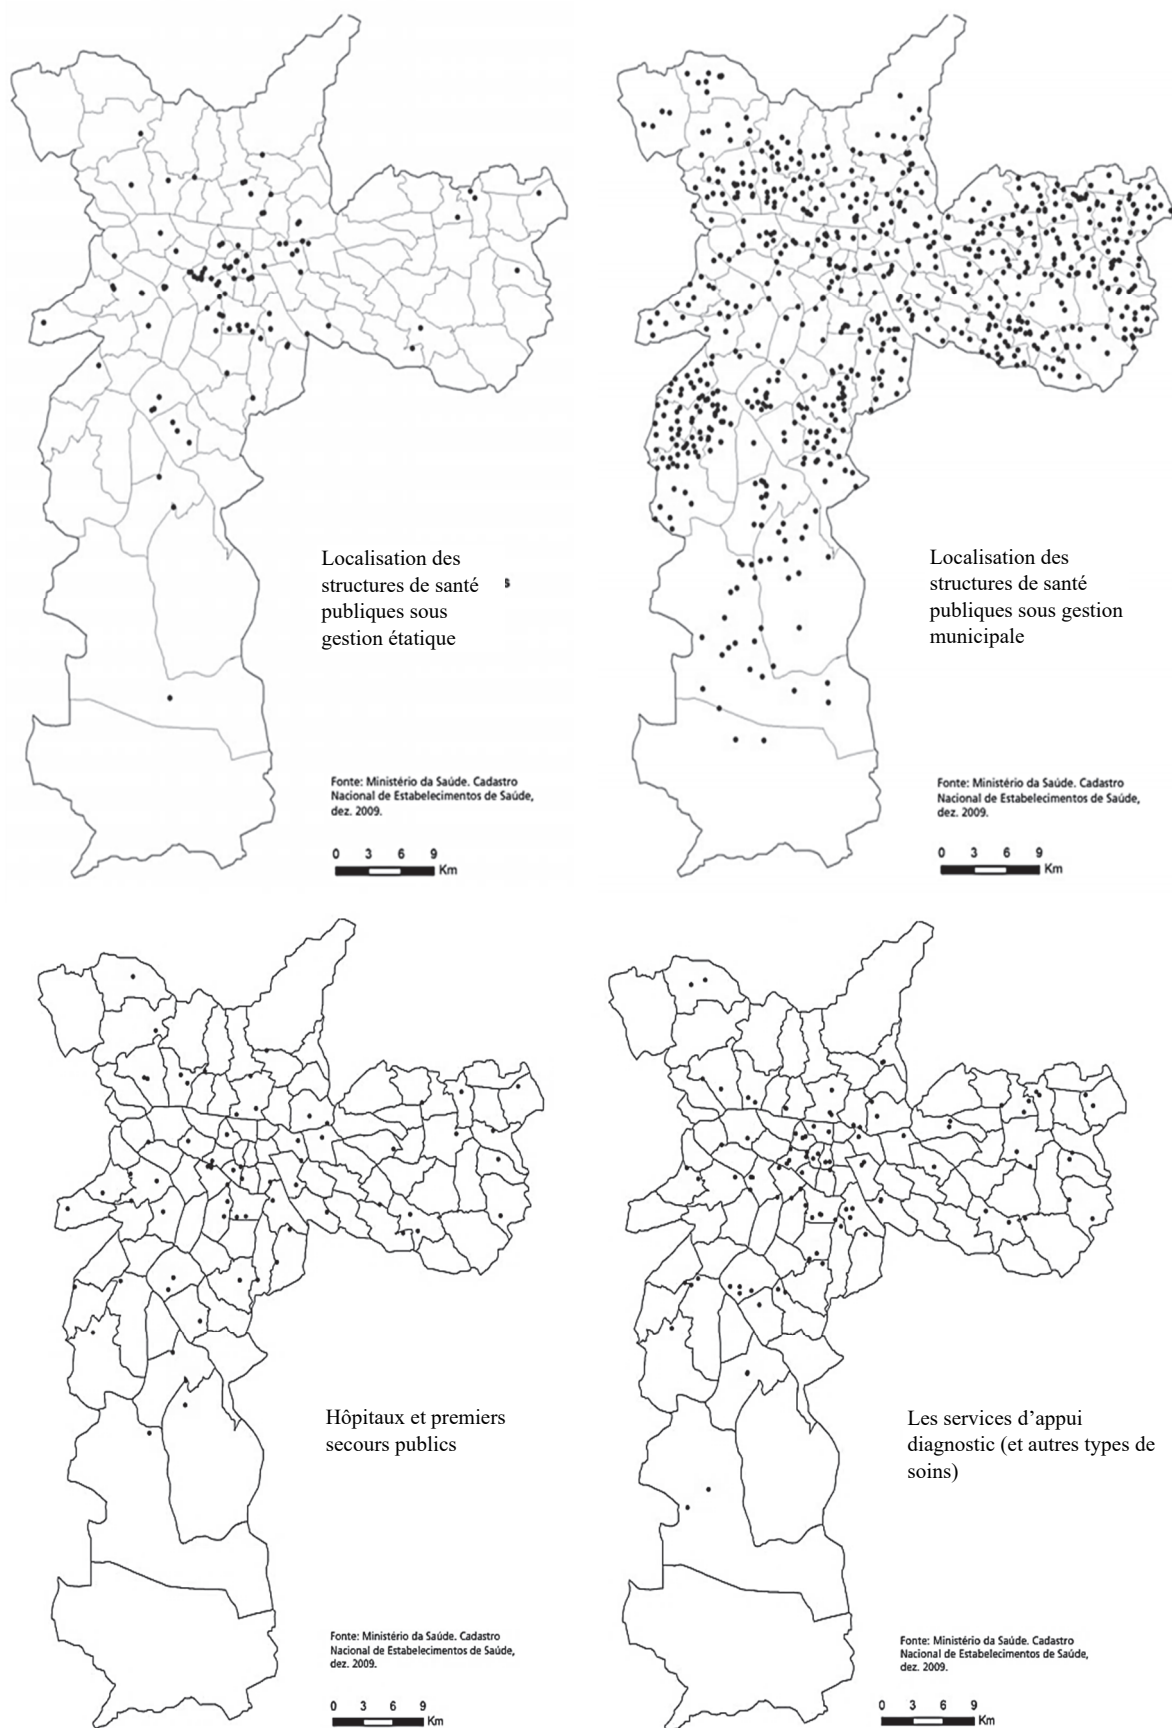 Localisation des
structures de santé
publiques sous
gestion étatique
s
Fonte: Ministério da Saúde. Cadastro
Nacional de Estabelecimentos de Saúde,
dez. 2009.
0 3 6 9
Km
Localisation des
structures de santé
publiques sous gestion
municipale
Fonte: Ministério da Saúde. Cadastro
Nacional de Estabelecimentos de Saúde,
dez. 2009.
0 3 6 9
Km
Hôpitaux et premiers
secours publics
Fonte: Ministério da Saúde. Cadastro
Nacional de Estabelecimentos de Saúde,
dez. 2009.
0 3 6 9
Km
Les services d’appui
diagnostic (et autres types de
soins)
Fonte: Ministério da Saúde. Cadastro
Nacional de Estabelecimentos de Saúde,
dez. 2009.
0 3 6 9
Km